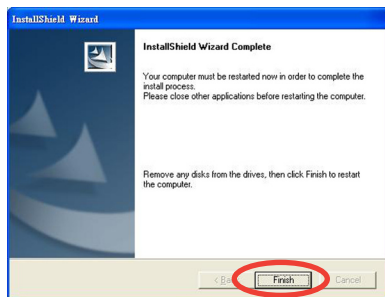 InstallShield Wizard
InstallShield Wizard Complete
Your computer must be restarted now in order to complete the
install process.
Please close other applications before restarting the computer.
Remove any disks from the drives, then click Finish to restart
the computer.
Finish
Cancel